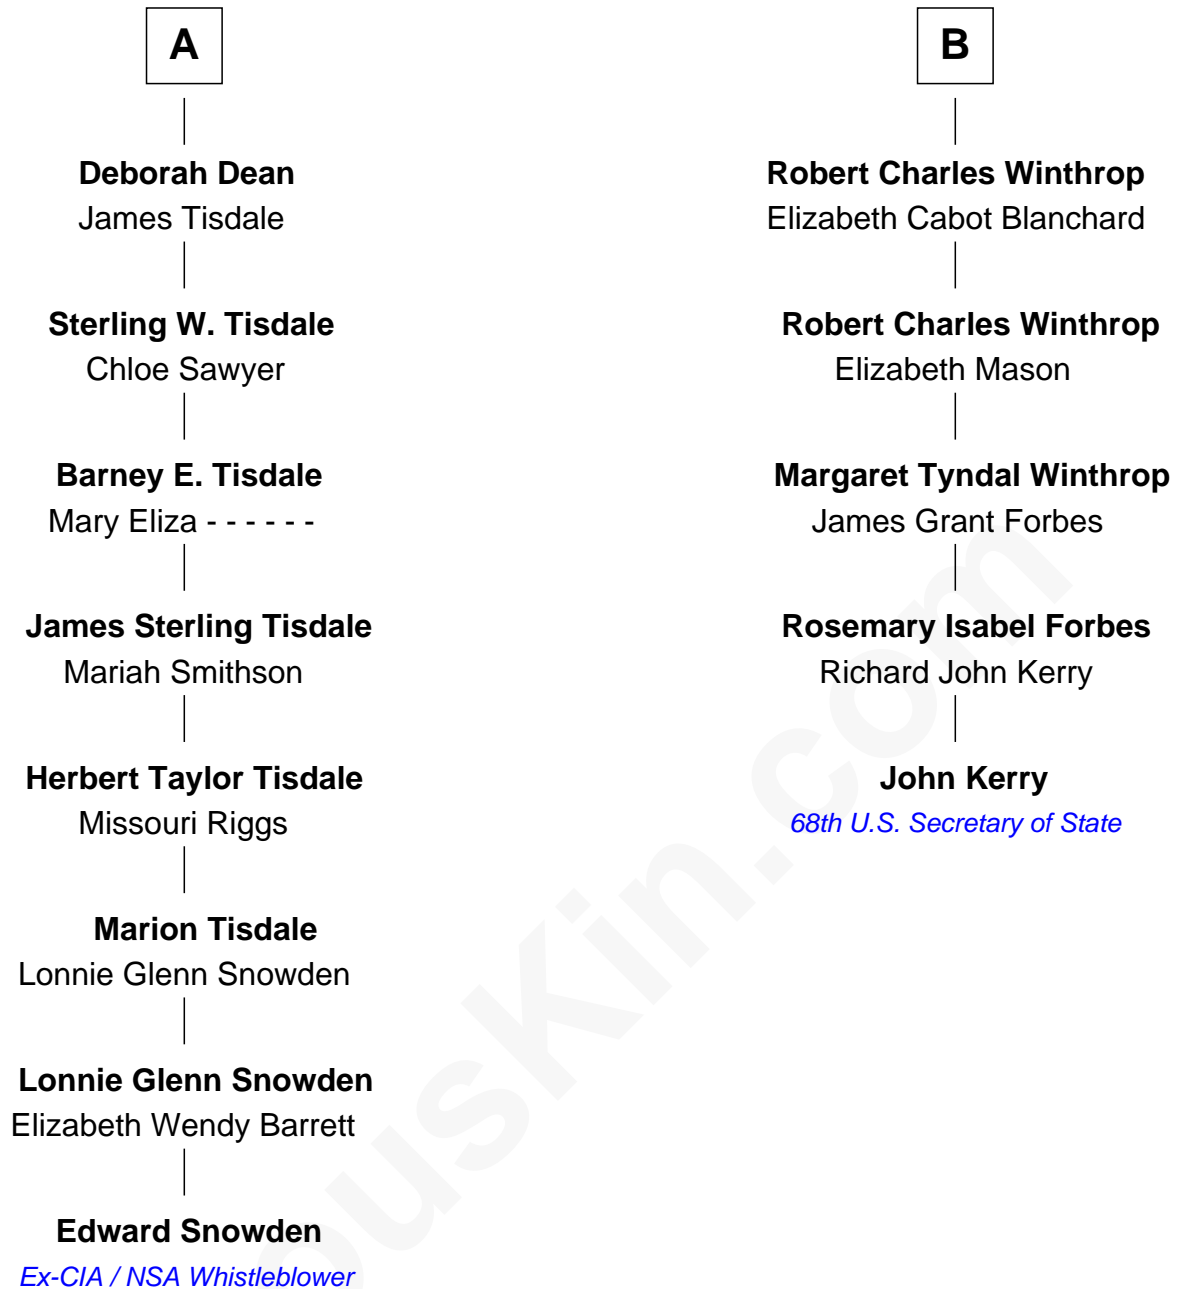 A
Deborah Dean
James Tisdale
Sterling W. Tisdale
Chloe Sawyer
Barney E. Tisdale
Mary Eliza - - - - - -
James Sterling Tisdale
Mariah Smithson
Herbert Taylor Tisdale
Missouri Riggs
Marion Tisdale
Lonnie Glenn Snowden
Lonnie Glenn Snowden
Elizabeth Wendy Barrett
Edward Snowden
Ex-CIA / NSA Whistleblower
B
Robert Charles Winthrop
Elizabeth Cabot Blanchard
Robert Charles Winthrop
Elizabeth Mason
Margaret Tyndal Winthrop
James Grant Forbes
Rosemary Isabel Forbes
Richard John Kerry
John Kerry
68th U.S. Secretary of State
ousKin.com